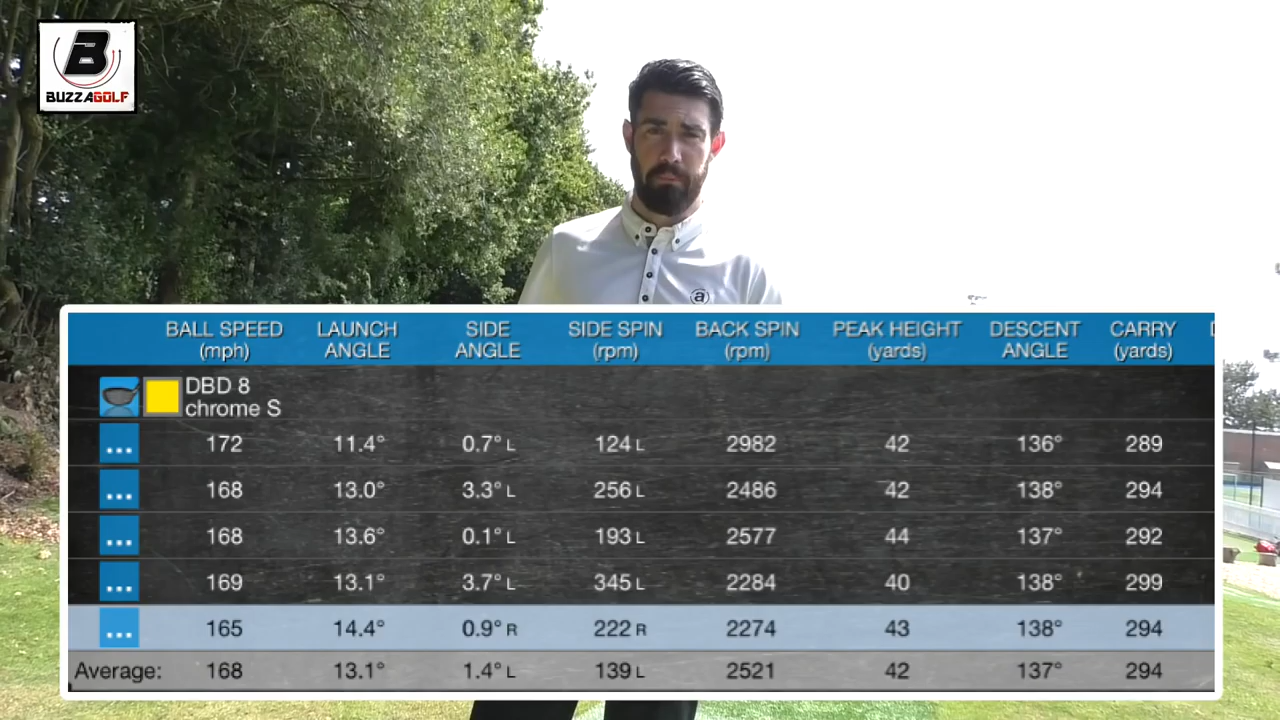 B
BUZZAGOLF
a
BALL SPEED (mph) LAUNCH ANGLE SIDE ANGLE SIDE SPIN (rpm) BACK SPIN (rpm) PEAK HEIGHT (yards) DESCENT ANGLE CARRY (yards)
DBD 8
chrome S
... 172 11.4° 0.7° L 124 L 2982 42 136° 289
... 168 13.0° 3.3° L 256 L 2486 42 138° 294
... 168 13.6° 0.1° L 193 L 2577 44 137° 292
... 169 13.1° 3.7° L 345 L 2284 40 138° 299
... 165 14.4° 0.9° R 222 R 2274 43 138° 294
Average: 168 13.1° 1.4° L 139 L 2521 42 137° 294